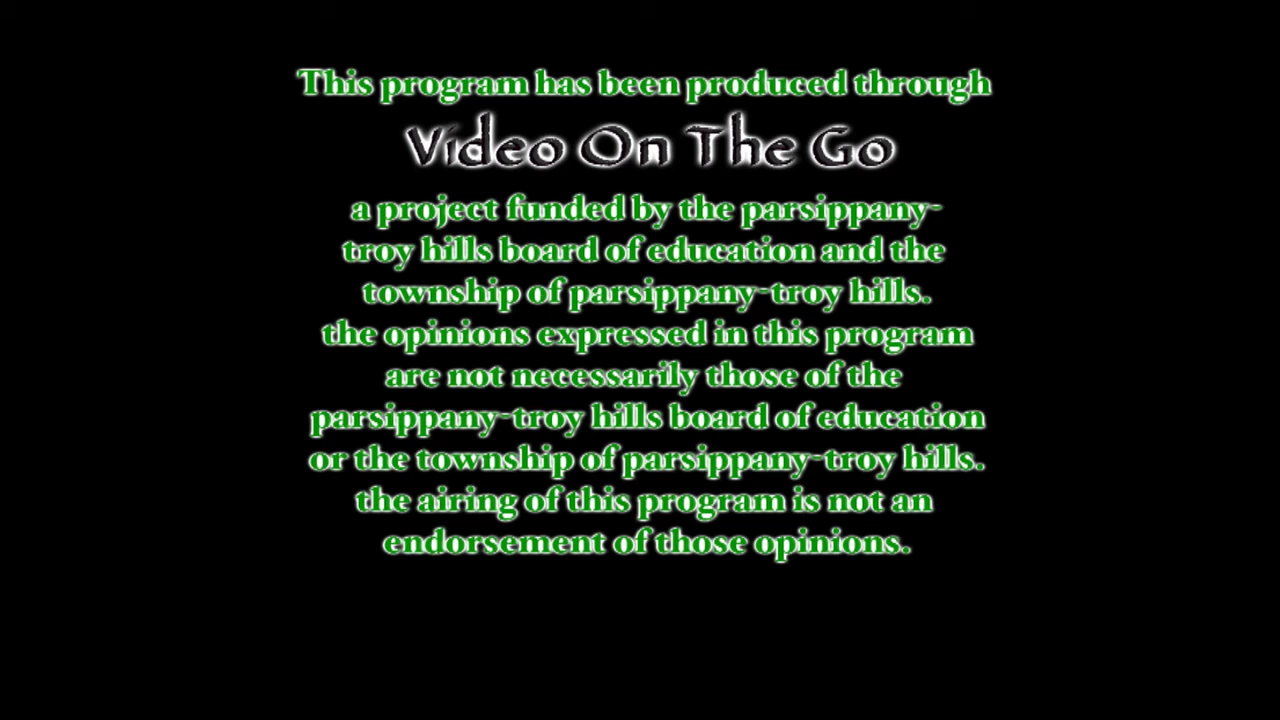 This program has been produced through
Video On The Go
a project funded by the parsippany-
troy hills board of education and the
township of parsippany-troy hills.
the opinions expressed in this program
are not necessarily those of the
parsippany-troy hills board of education
or the township of parsippany-troy hills.
the airing of this program is not an
endorsement of those opinions.